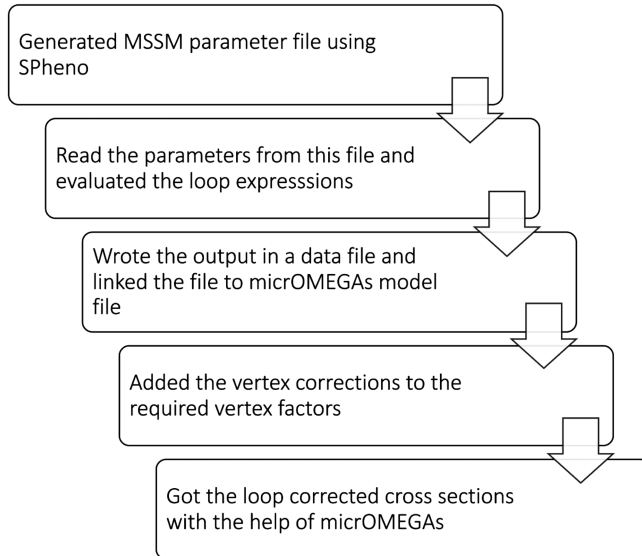 Generated MSSM parameter file using
SPheno
Read the parameters from this file and
evaluated the loop expresssions
Wrote the output in a data file and
linked the file to micrOMEGAs model
file
Added the vertex corrections to the
required vertex factors
Got the loop corrected cross sections
with the help of micrOMEGAs